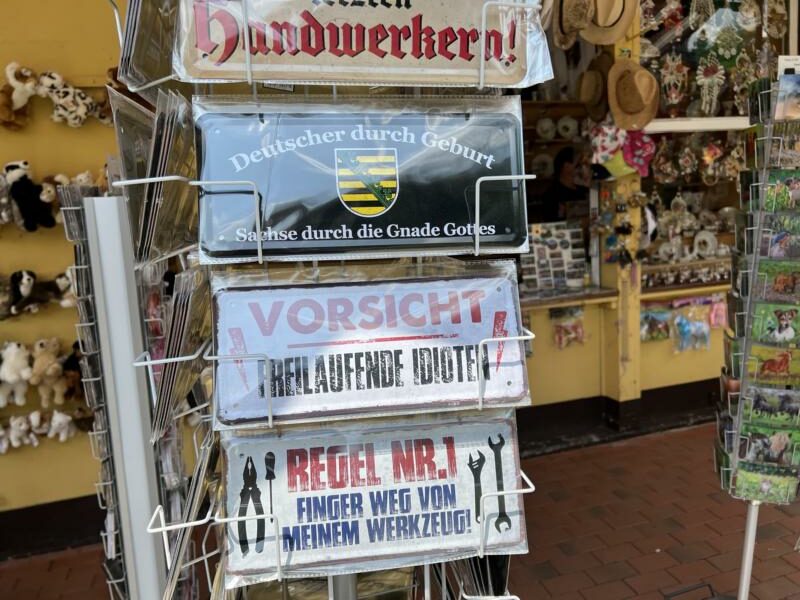 Handwerkern!
Deutscher durch Geburt
Sachse durch die Gnade Gottes
VORSICHT
FREILAUFENDE IDIOTEN
REGEL NR.1
FINGER WEG VON
MEINEM WERKZEUG!